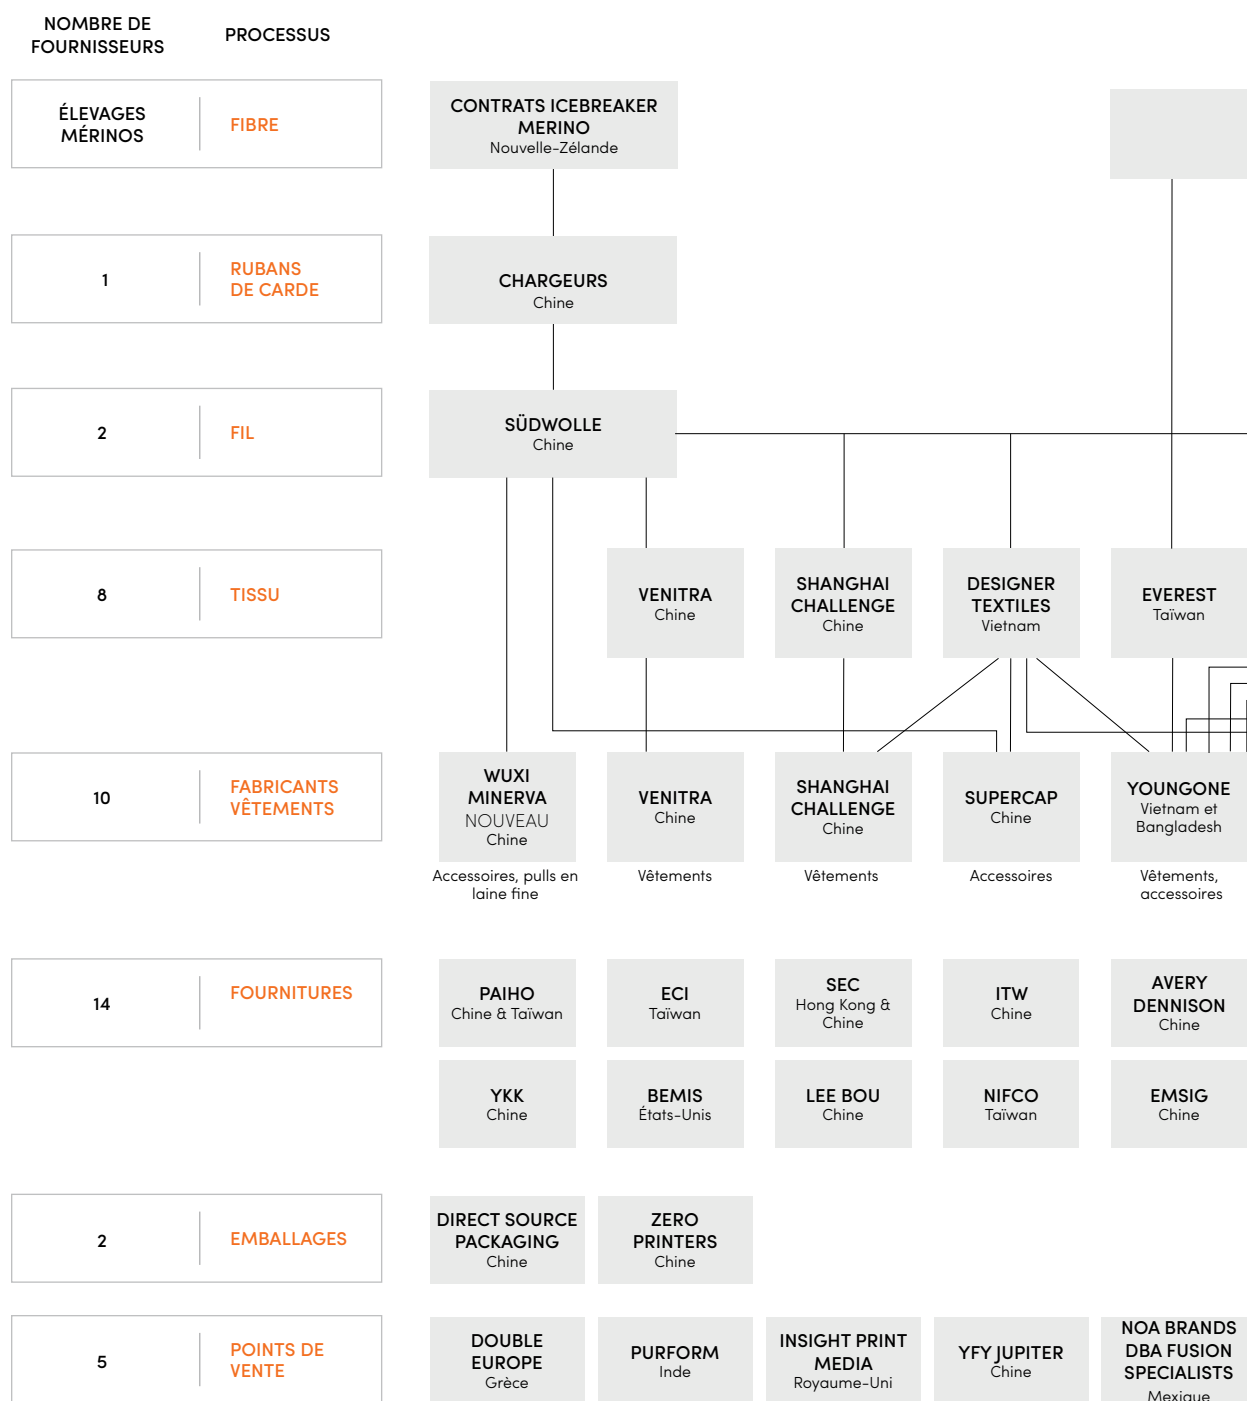 NOMBRE DE
FOURNISSEURS
PROCESSUS
ÉLEVAGES
MÉRINOS
FIBRE
CONTRATS ICEBREAKER
MERINO
Nouvelle-Zélande
1
RUBANS
DE CARDE
CHARGEURS
Chine
2
FIL
SÜDWOLLE
Chine
8
TISSU
VENITRA
Chine
SHANGHAI
CHALLENGE
Chine
DESIGNER
TEXTILES
Vietnam
EVEREST
Taïwan
10
FABRICANTS
VÊTEMENTS
WUXI
MINERVA
NOUVEAU
Chine
Accessoires, pulls en
laine fine
VENITRA
Chine
Vêtements
SHANGHAI
CHALLENGE
Chine
Vêtements
SUPERCAP
Chine
Accessoires
YOUNGONE
Vietnam et
Bangladesh
Vêtements,
accessoires
14
FOURNITURES
PAIHO
Chine & Taïwan
ECI
Taïwan
SEC
Hong Kong &
Chine
ITW
Chine
AVERY
DENNISON
Chine
YKK
Chine
BEMIS
États-Unis
LEE BOU
Chine
NIFCO
Taïwan
EMSIG
Chine
2
EMBALLAGES
DIRECT SOURCE
PACKAGING
Chine
ZERO
PRINTERS
Chine
5
POINTS DE
VENTE
DOUBLE
EUROPE
Grèce
PURFORM
Inde
INSIGHT PRINT
MEDIA
Royaume-Uni
YFY JUPITER
Chine
NOA BRANDS
DBA FUSION
SPECIALISTS
Mexique